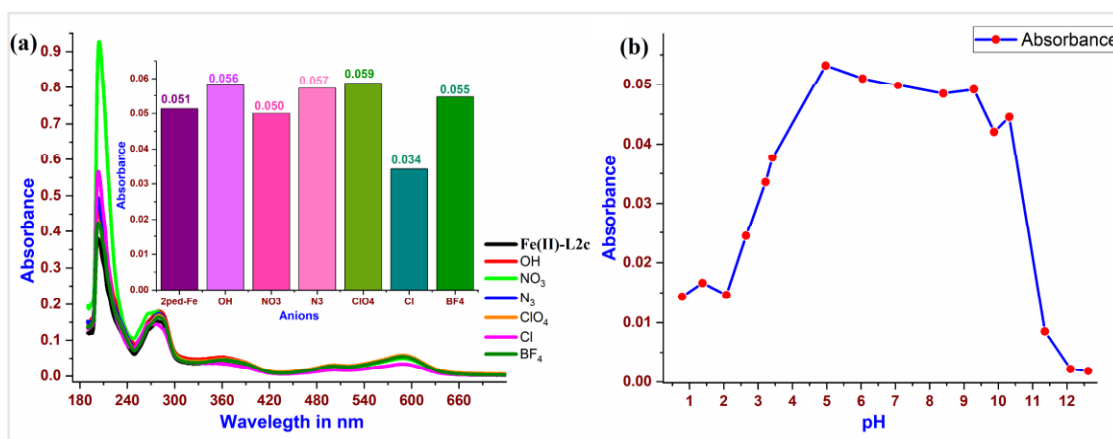 (a)
0.9
0.8
0.7
0.6
0.5
0.4
0.3
0.2
0.1
0.0
Absorbance
180 240 300 360 420 480 540 600 660
Wavelegth in nm
0.06
0.05
0.04
0.03
0.02
0.01
0.00
Absorbance
0.051
0.056
0.050
0.057
0.059
0.034
0.055
2ped-Fe OH NO3 N3 ClO4 Cl BF4
Anions
Fe(II)-L2c
OH
NO₃
N₃
ClO₄
Cl
BF₄
(b)
Absorbance
0.05
0.04
0.03
0.02
0.01
0.00
Absorbance
1 2 3 4 5 6 7 8 9 10 11 12
pH